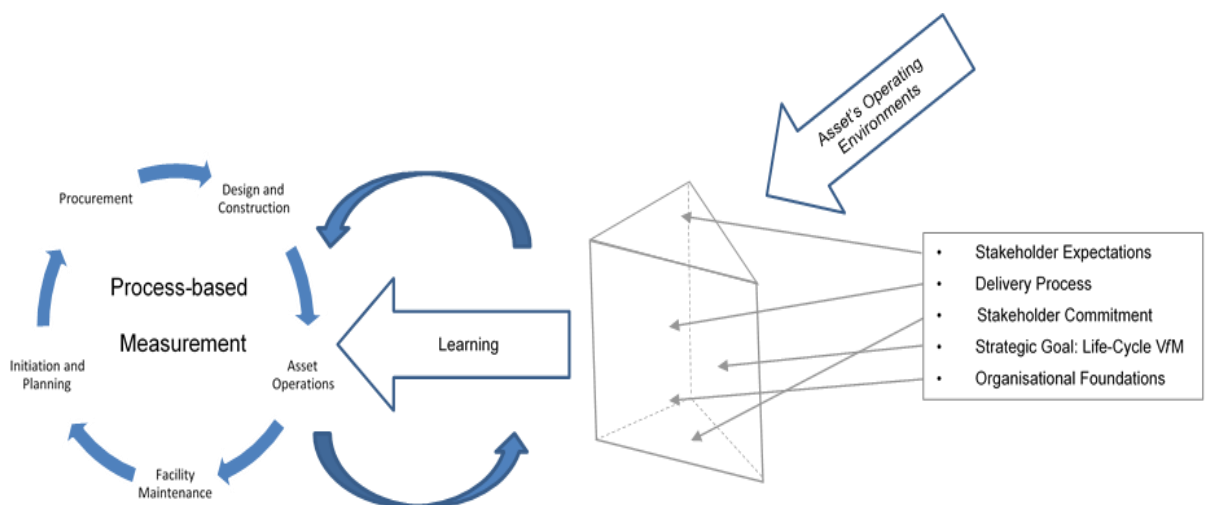 Asset's Operating
Environments
Procurement
Design and
Construction
Process-based
Measurement
Initiation and
Planning
Asset
Operations
Facility
Maintenance
Learning
• Stakeholder Expectations
• Delivery Process
• Stakeholder Commitment
• Strategic Goal: Life-Cycle VfM
• Organisational Foundations